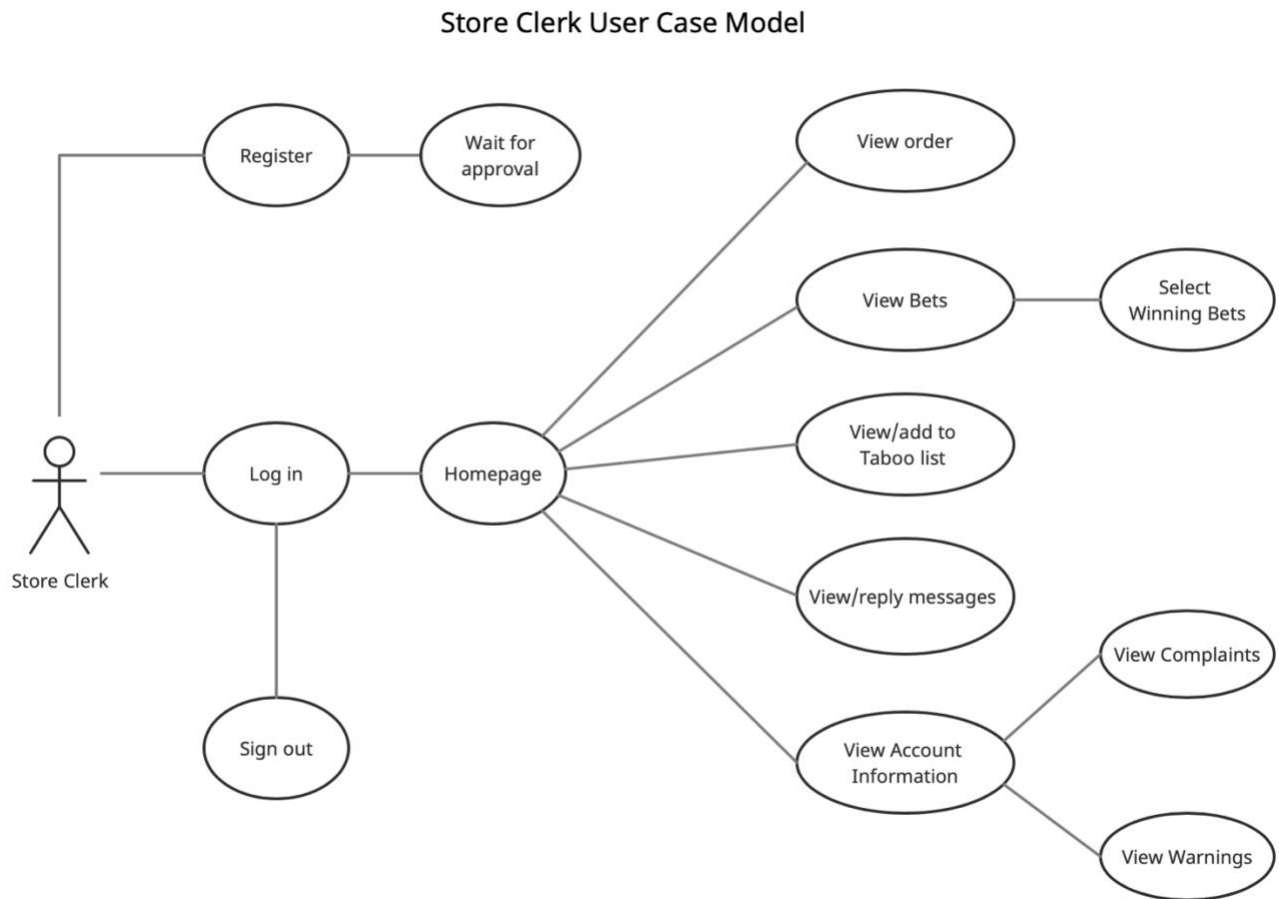 Store Clerk User Case Model
Register
Wait for
approval
View order
View Bets
Select
Winning Bets
View/add to
Taboo list
Log in
Homepage
Store Clerk
View/reply messages
View Complaints
Sign out
View Account
Information
View Warnings